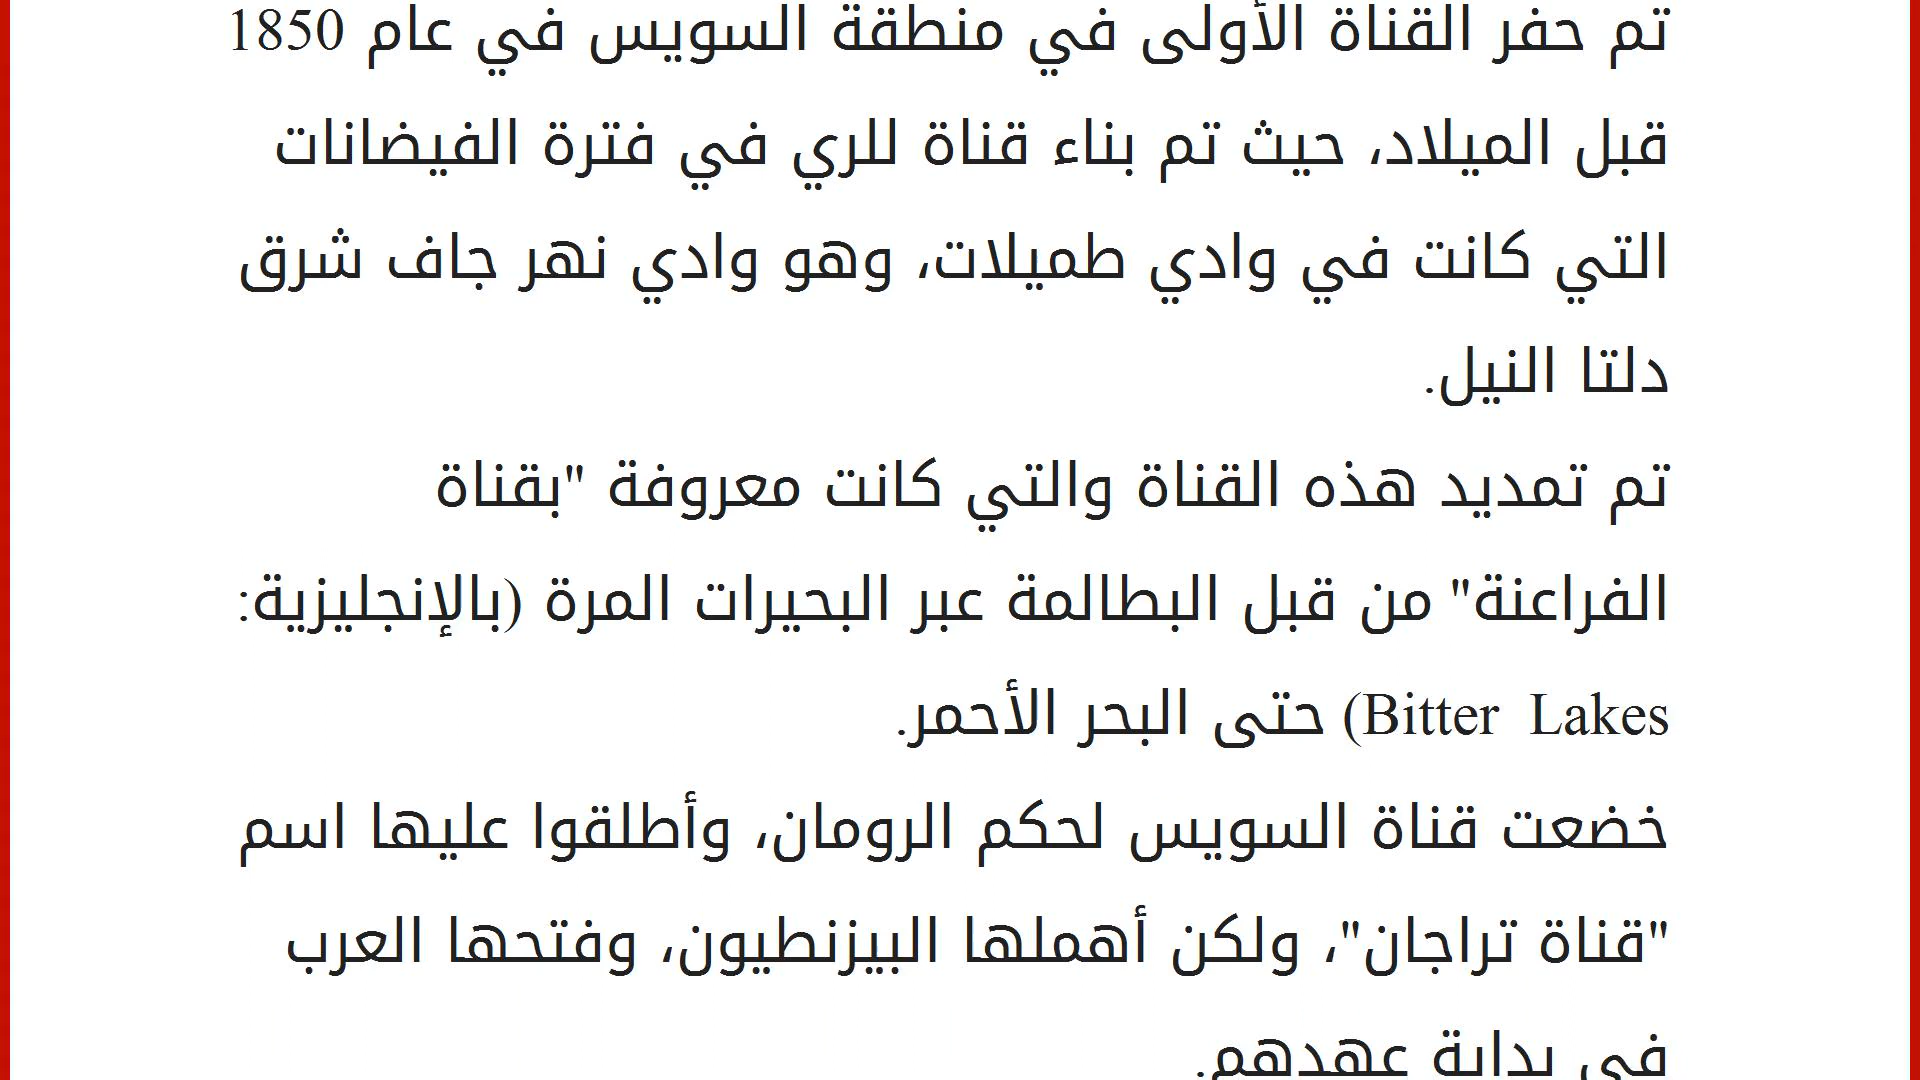 تم حفر القناة الأولى في منطقة السويس في عام 1850
قبل الميلاد، حيث تم بناء قناة للري في فترة الفيضانات
التي كانت في وادي طميلات، وهو وادي نهر جاف شرق
دلتا النيل.
تم تمديد هذه القناة والتي كانت معروفة "بقناة
الفراعنة" من قبل البطالمة عبر البحيرات المرة (بالإنجليزية:
Bitter Lakes) حتى البحر الأحمر.
خضعت قناة السويس لحكم الرومان، وأطلقوا عليها اسم
"قناة تراجان"، ولكن أهملها البيزنطيون، وفتحها العرب
في بداية عهدهم.